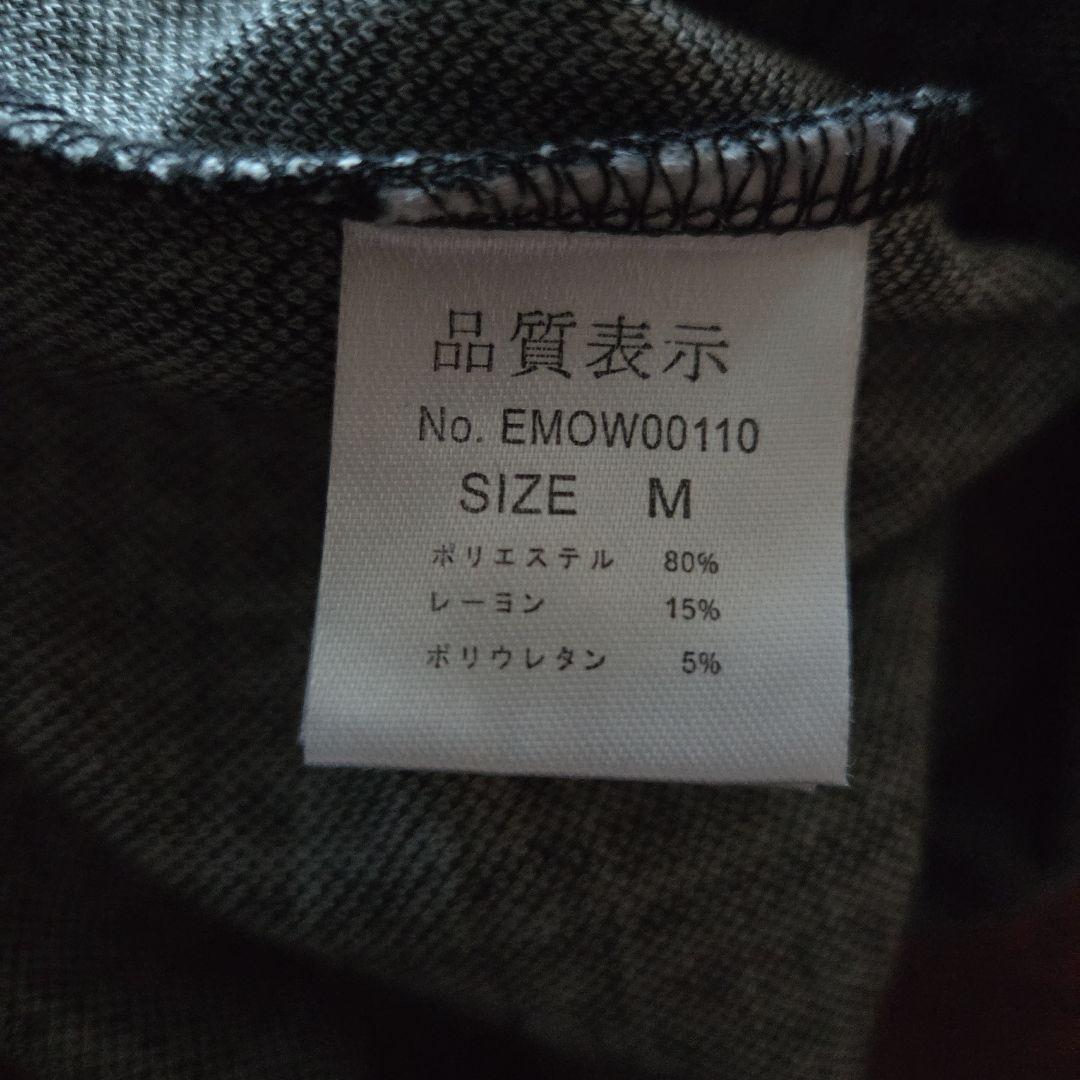 品質表示
No. EMOW00110
SIZE M
ポリエステル 80%
レーヨン 15%
ポリウレタン 5%